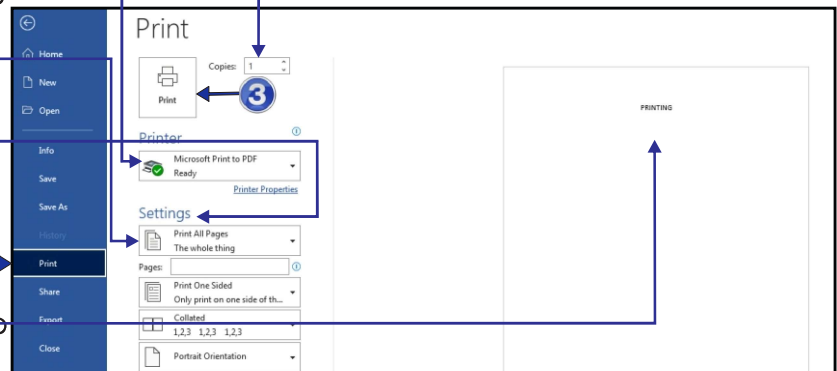 Print
Home
New
Open
Info
Save
Save As
History
Print
Share
Export
Close
Copies: 1
Print
3
Printer
Microsoft Print to PDF
Ready
Printer Properties
Settings
Print All Pages
The whole thing
Pages:
Print One Sided
Only print on one side of th...
Collated
1,2,3 1,2,3 1,2,3
Portrait Orientation
PRINTING